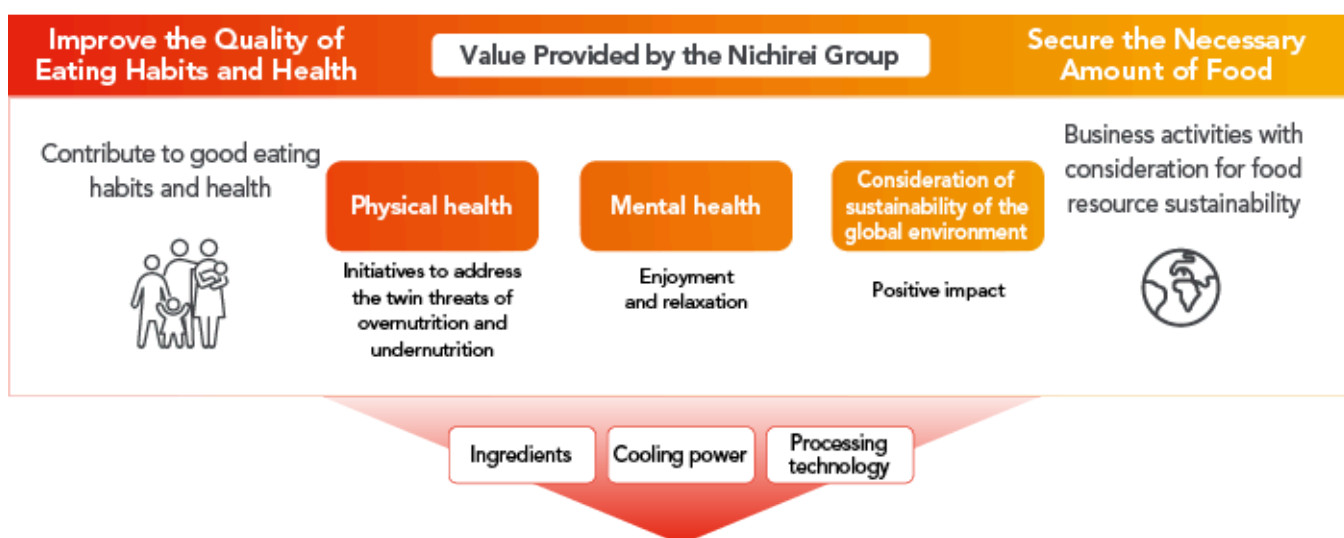 Improve the Quality of
Eating Habits and Health
Value Provided by the Nichirei Group
Secure the Necessary
Amount of Food
Contribute to good eating
habits and health
Physical health
Initiatives to address
the twin threats of
overnutrition and
undernutrition
Mental health
Enjoyment
and relaxation
Consideration of
sustainability of the
global environment
Positive impact
Business activities with
consideration for food
resource sustainability
Ingredients
Cooling power
Processing
technology